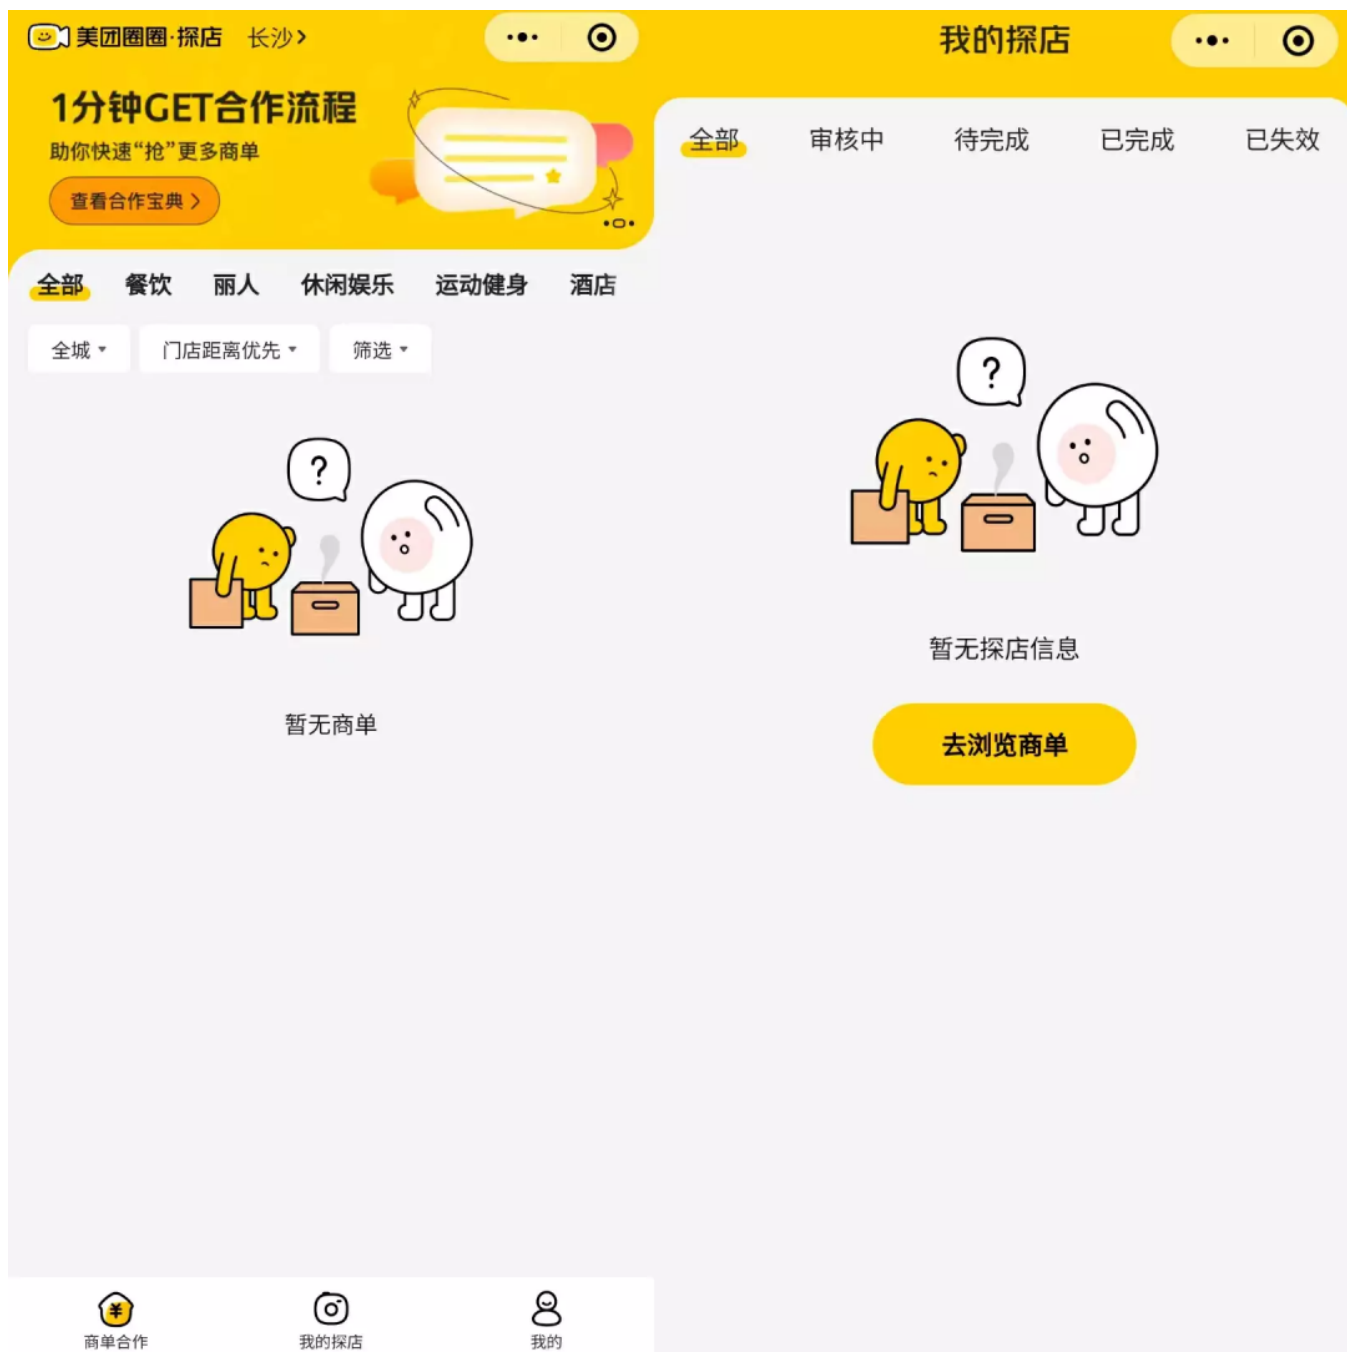 美团圈圈·探店 长沙
1分钟GET合作流程
助你快速“抢”更多商单
查看合作宝典
全部 餐饮 丽人 休闲娱乐 运动健身 酒店
全城 门店距离优先 筛选
?
暂无商单
商单合作 我的探店 我的
我的探店
全部 审核中 待完成 已完成 已失效
?
暂无探店信息
去浏览商单